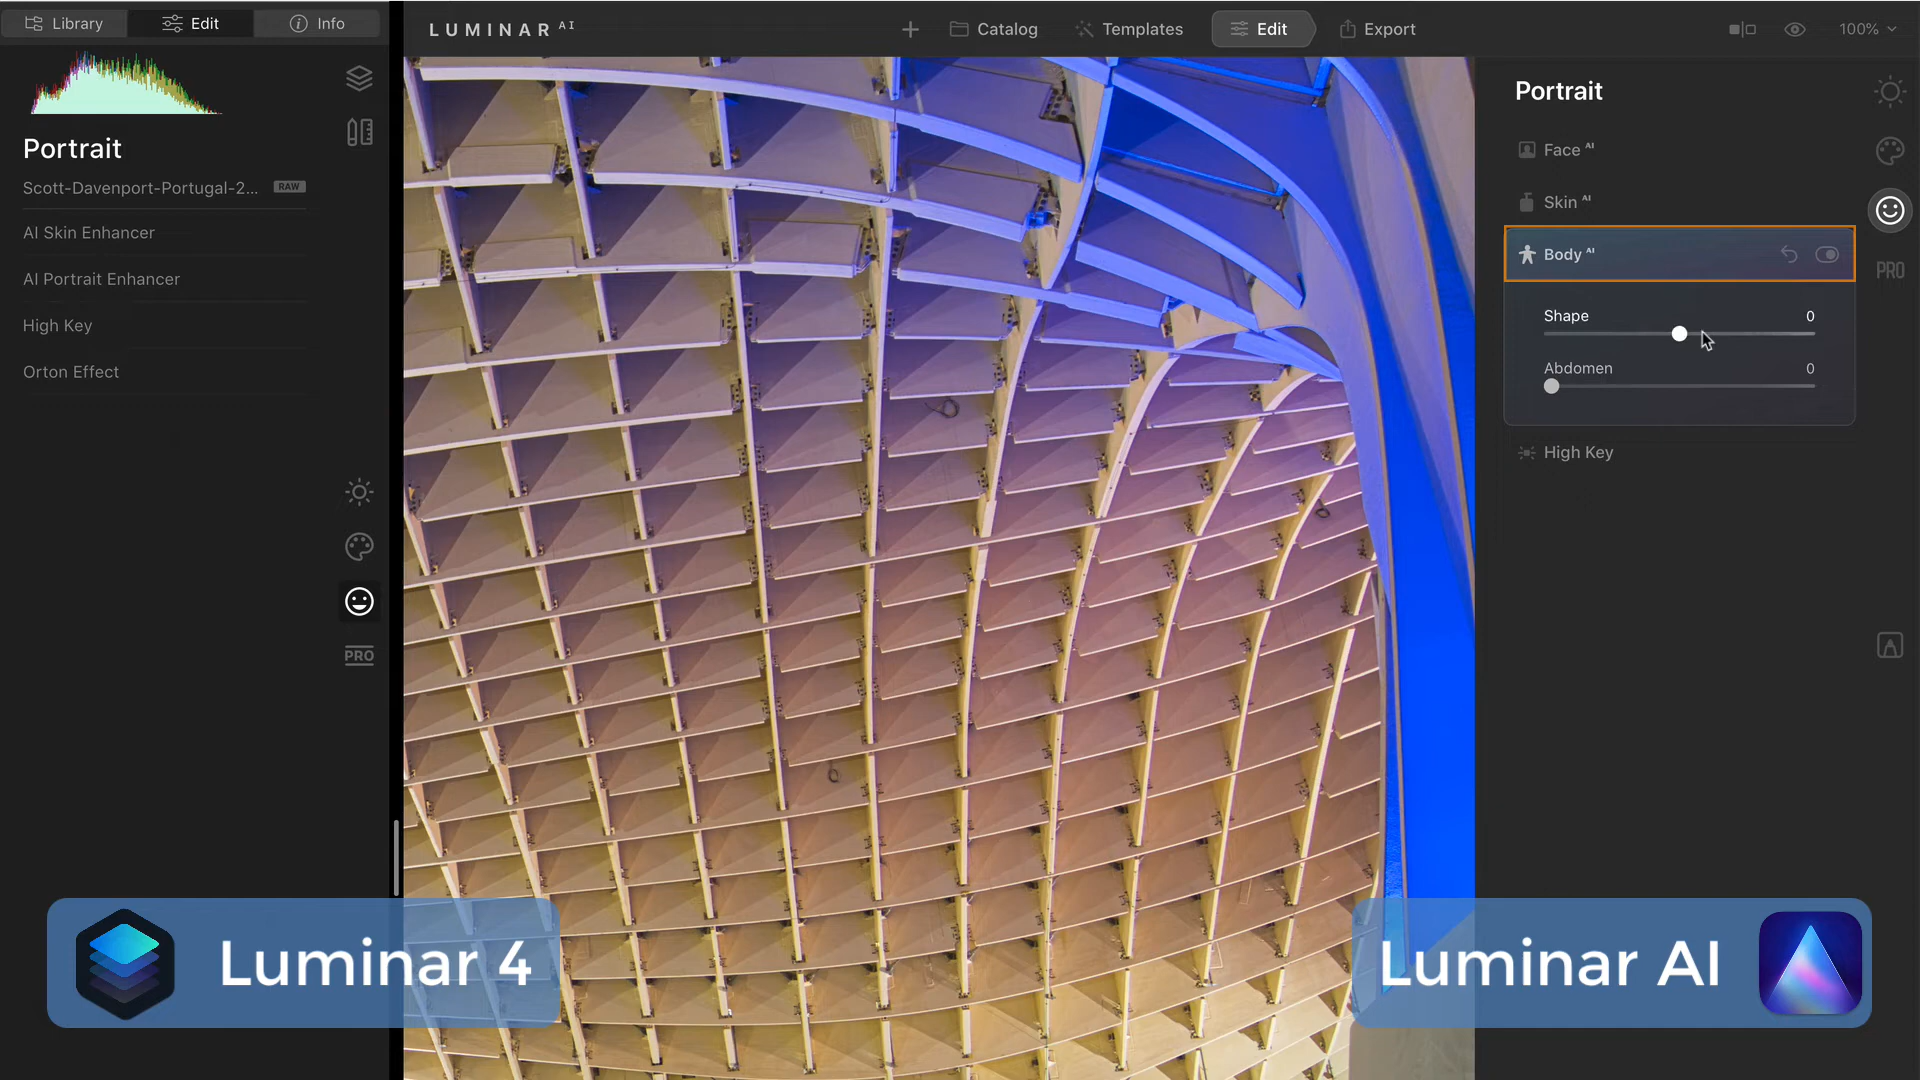 Library
Edit
Info
LUMINAR AI
Catalog
Templates
Edit
Export
100%
Portrait
Scott-Davenport-Portugal-2...
RAW
AI Skin Enhancer
AI Portrait Enhancer
High Key
Orton Effect
PRO
Portrait
Face AI
Skin AI
Body AI
PRO
Shape 0
Abdomen 0
High Key
Luminar 4
Luminar AI